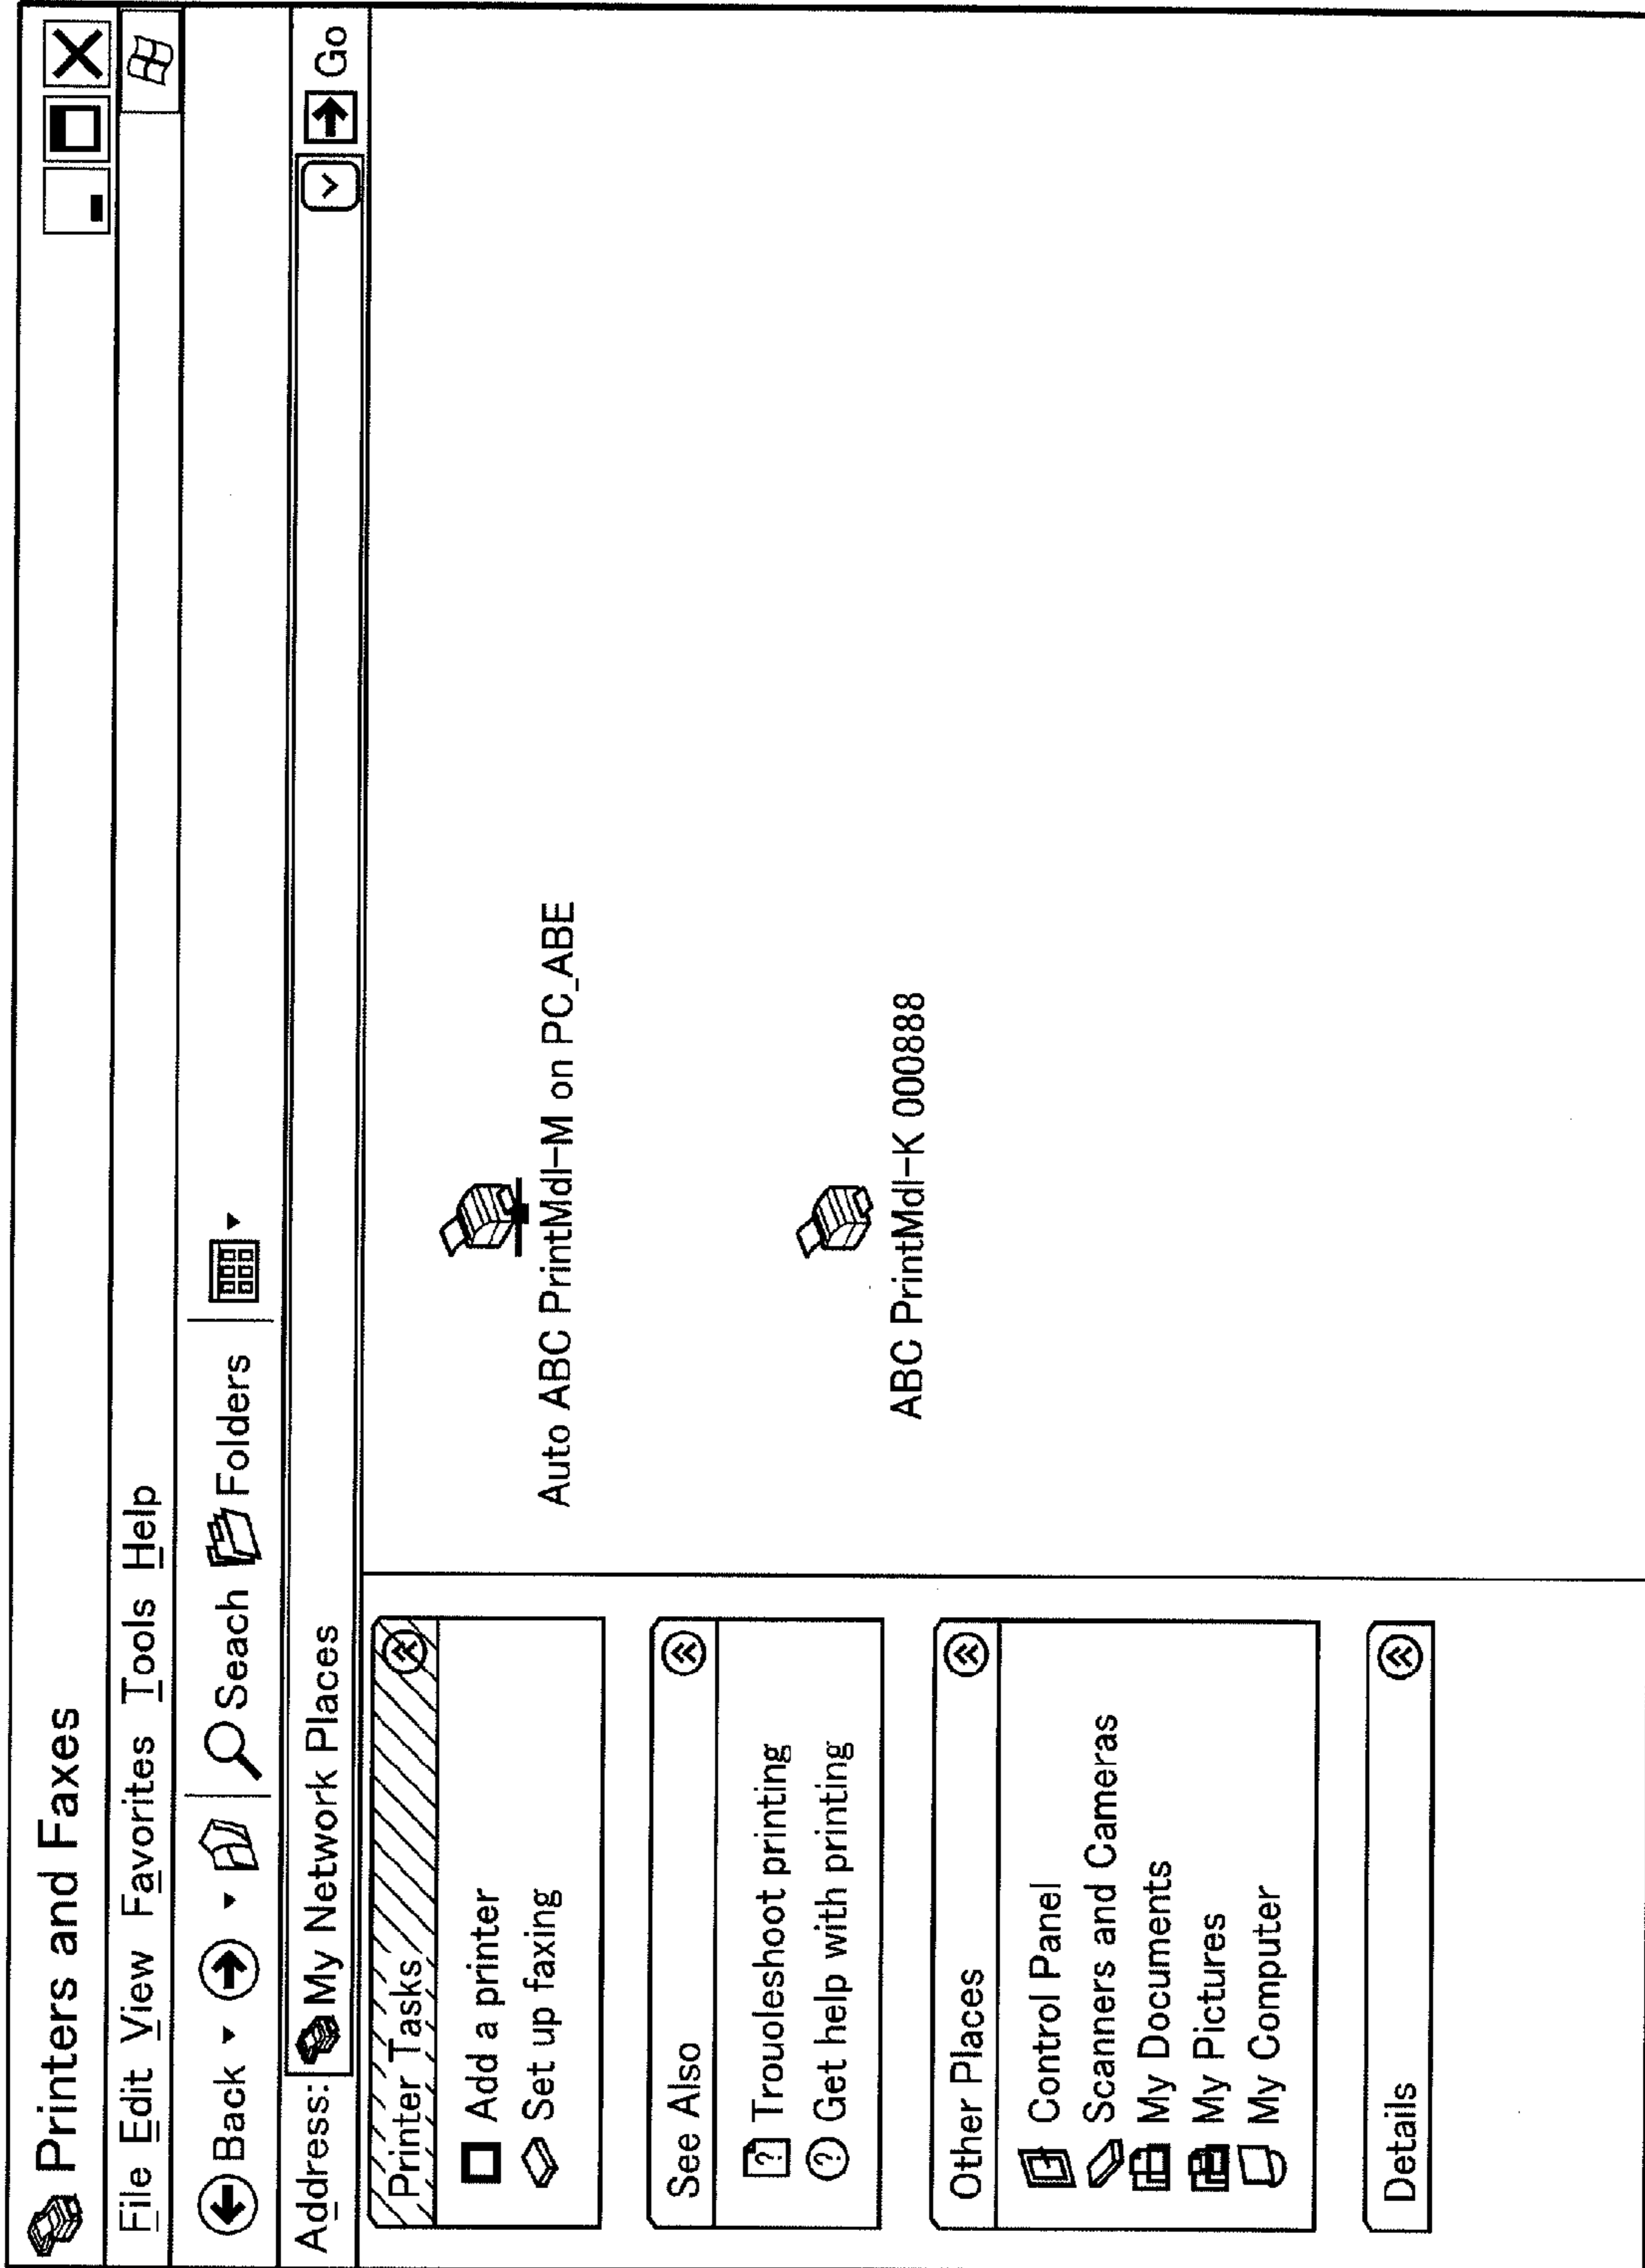 Printers and Faxes
File Edit View Favorites Tools Help
Back Seach Folders
Address: My Network Places Go
Printer Tasks
Add a printer
Set up faxing
See Also
Trouoleshoot printing
Get help with printing
Other Places
Control Panel
Scanners and Cameras
My Documents
My Pictures
My Computer
Details
Auto ABC PrintMdl-M on PC_ABE
ABC PrintMdl-K 000888